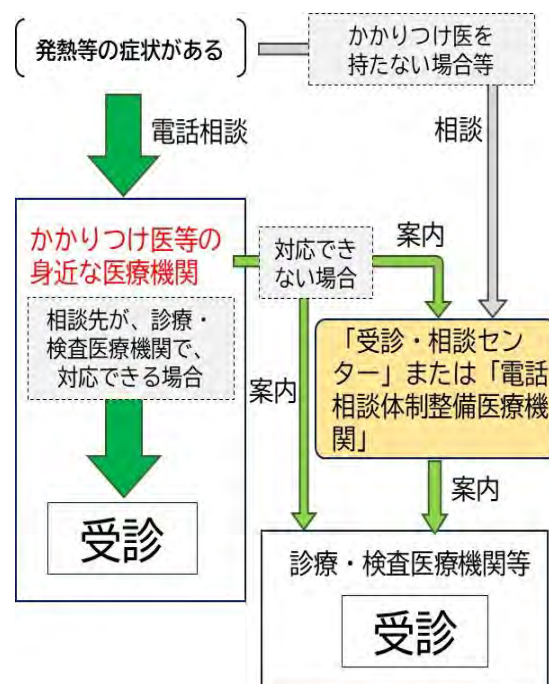 発熱等の症状がある
かかりつけ医を
持たない場合等
電話相談
相談
かかりつけ医等の
身近な医療機関
対応でき
ない場合
案内
相談先が、診療・
検査医療機関で、
対応できる場合
「受診・相談セン
ター」または「電話
相談体制整備医療機
関」
案内
案内
受診
診療・検査医療機関等
受診